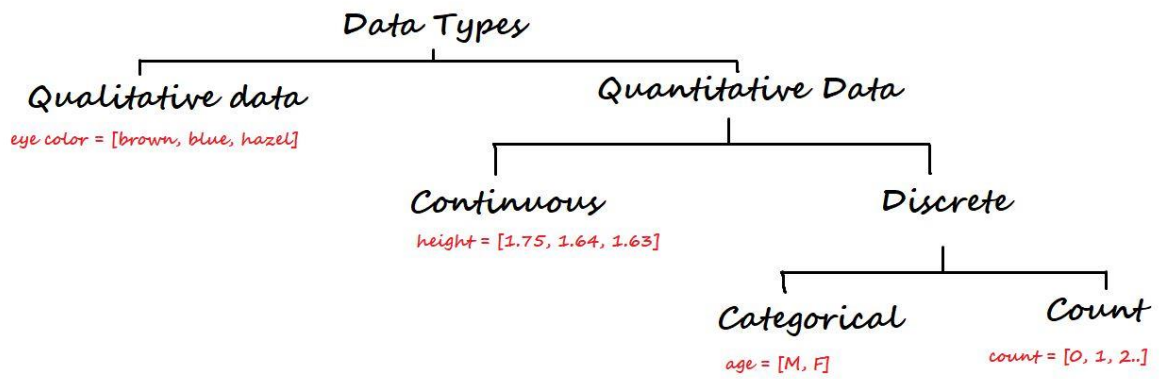 Data Types
Qualitative data
Quantitative Data
eye color = [brown, blue, hazel]
Continuous
Discrete
height = [1.75, 1.64, 1.63]
Categorical
Count
age = [M, F]
count = [0, 1, 2..]